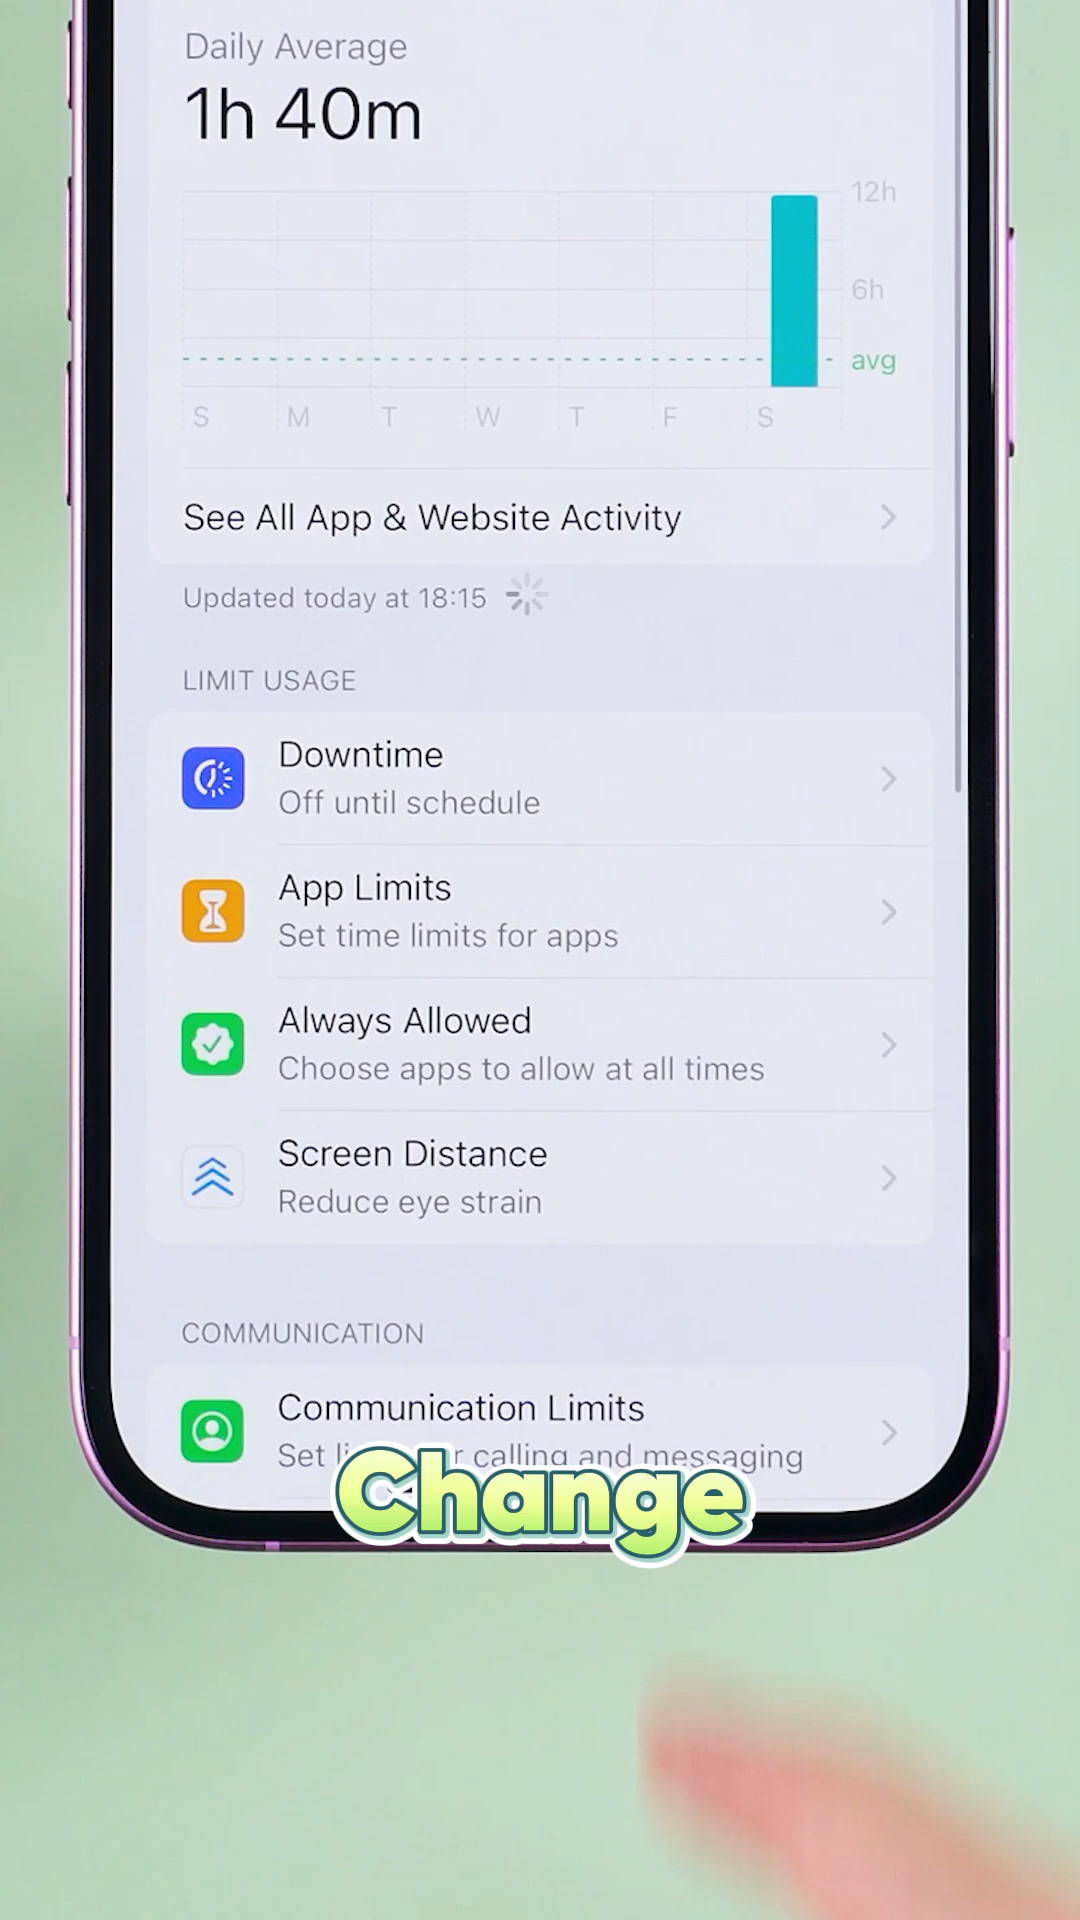 Daily Average
1h 40m
12h
6h
avg
S M T W T F S
See All App & Website Activity
Updated today at 18:15
LIMIT USAGE
Downtime
Off until schedule
App Limits
Set time limits for apps
Always Allowed
Choose apps to allow at all times
Screen Distance
Reduce eye strain
COMMUNICATION
Communication Limits
Set calling and messaging
Change